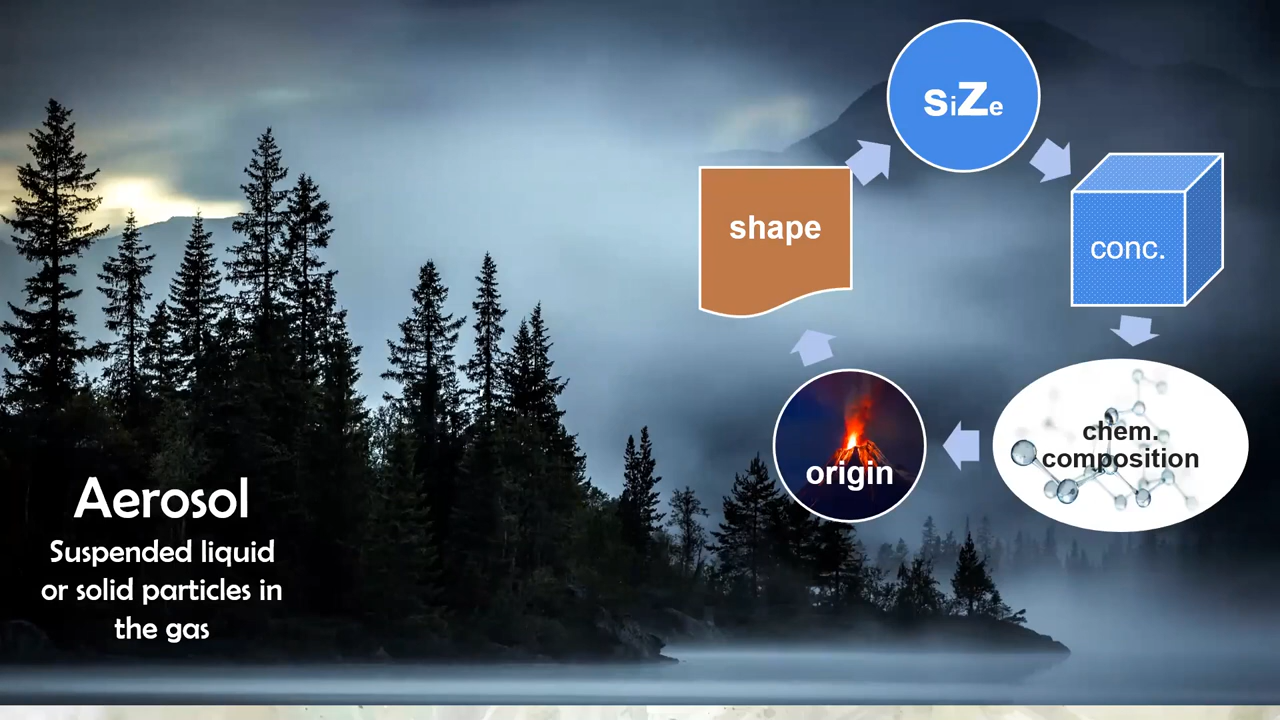 siZe
shape
conc.
chem.
composition
origin
Aerosol
Suspended liquid
or solid particles in
the gas